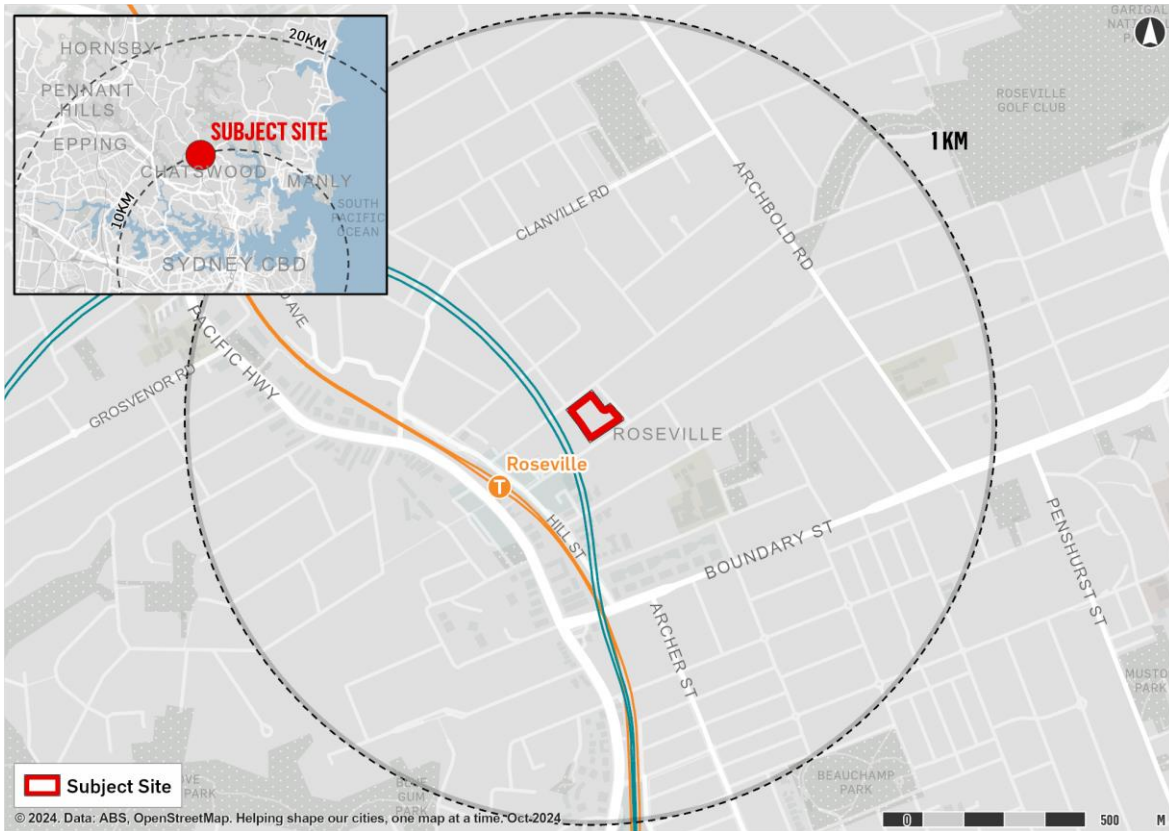 HORNSBY
20KM
PENNANT
HILLS
EPPING
SUBJECT SITE
CHATSWOOD
MANLY
10KM
SOUTH
PACIFIC
OCEAN
SYDNEY CBD
ROSEVILLE
GOLF CLUB
1 KM
ARCHBOLD RD
CLANVILLE RD
PACIFIC HWY
GROSVENOR RD
ROSEVILLE
Roseville
T
HILL ST
BOUNDARY ST
PENSHURST ST
ARCHER ST
BEAUCHAMP
PARK
PARK
GUM
PARK
Subject Site
© 2024. Data: ABS, OpenStreetMap. Helping shape our cities, one map at a time. Oct-2024
0 500 M